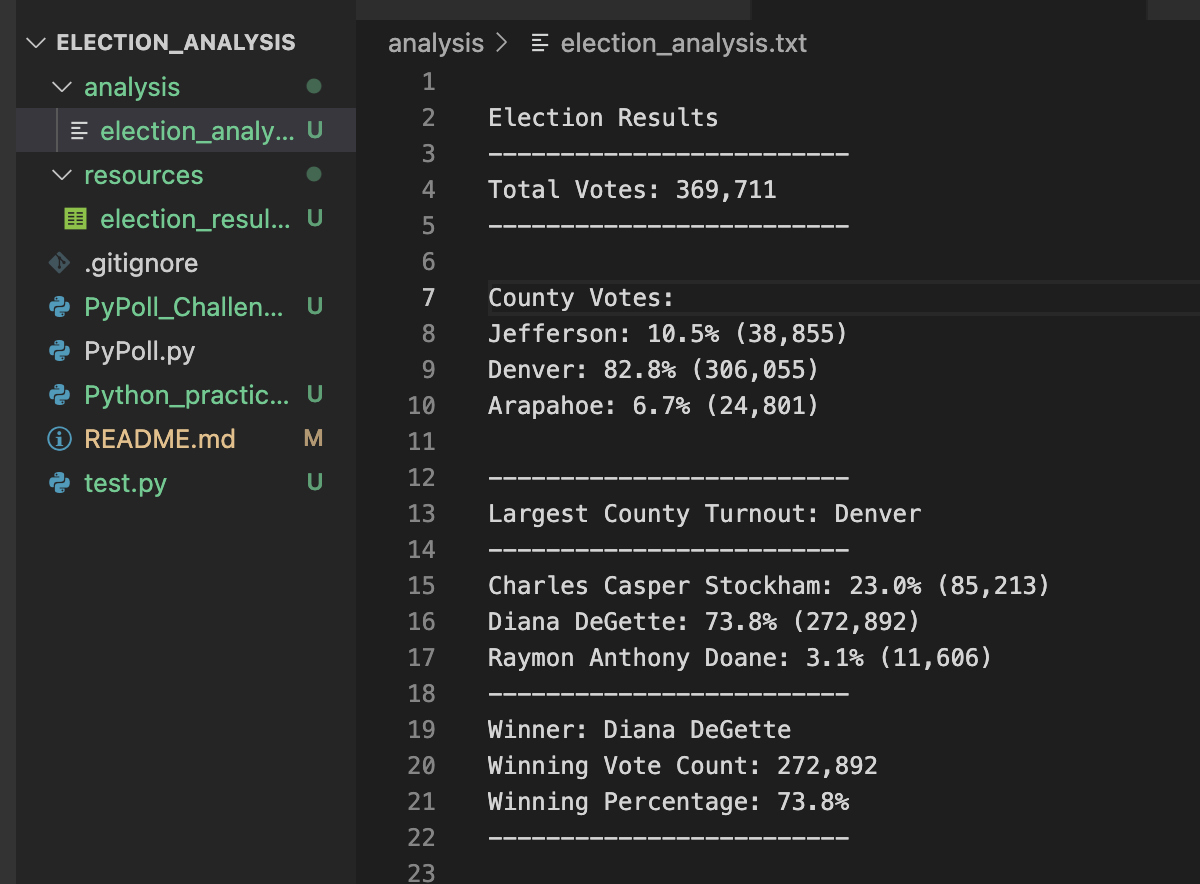 ELECTION_ANALYSIS
analysis
election_analy... U
resources
election_resul... U
.gitignore
PyPoll_Challen... U
PyPoll.py
Python_practic... U
README.md M
test.py U
analysis > election_analysis.txt
1
2 Election Results
3 -------------------------
4 Total Votes: 369,711
5 -------------------------
6
7 County Votes:
8 Jefferson: 10.5% (38,855)
9 Denver: 82.8% (306,055)
10 Arapahoe: 6.7% (24,801)
11
12 -------------------------
13 Largest County Turnout: Denver
14 -------------------------
15 Charles Casper Stockham: 23.0% (85,213)
16 Diana DeGette: 73.8% (272,892)
17 Raymon Anthony Doane: 3.1% (11,606)
18 -------------------------
19 Winner: Diana DeGette
20 Winning Vote Count: 272,892
21 Winning Percentage: 73.8%
22 -------------------------
23